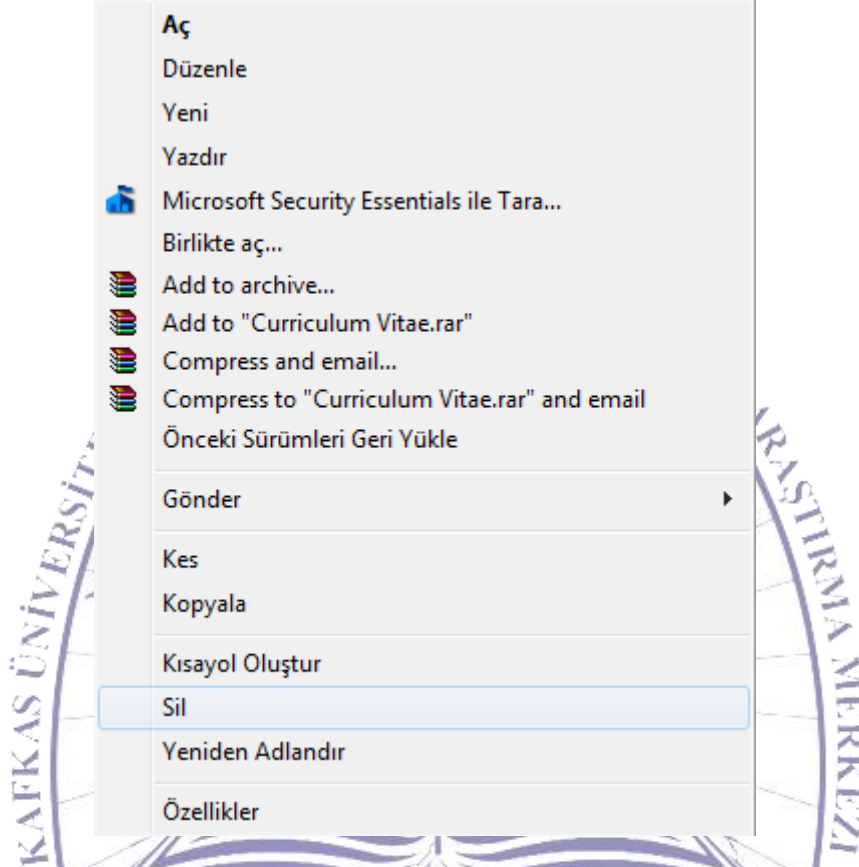 Aç
Düzenle
Yeni
Yazdır
Microsoft Security Essentials ile Tara...
Birlikte aç...
Add to archive...
Add to "Curriculum Vitae.rar"
Compress and email...
Compress to "Curriculum Vitae.rar" and email
Önceki Sürümleri Geri Yükle
Gönder
Kes
Kopyala
Kısayol Oluştur
Sil
Yeniden Adlandır
Özellikler
KAFKAS
MERKEZİ